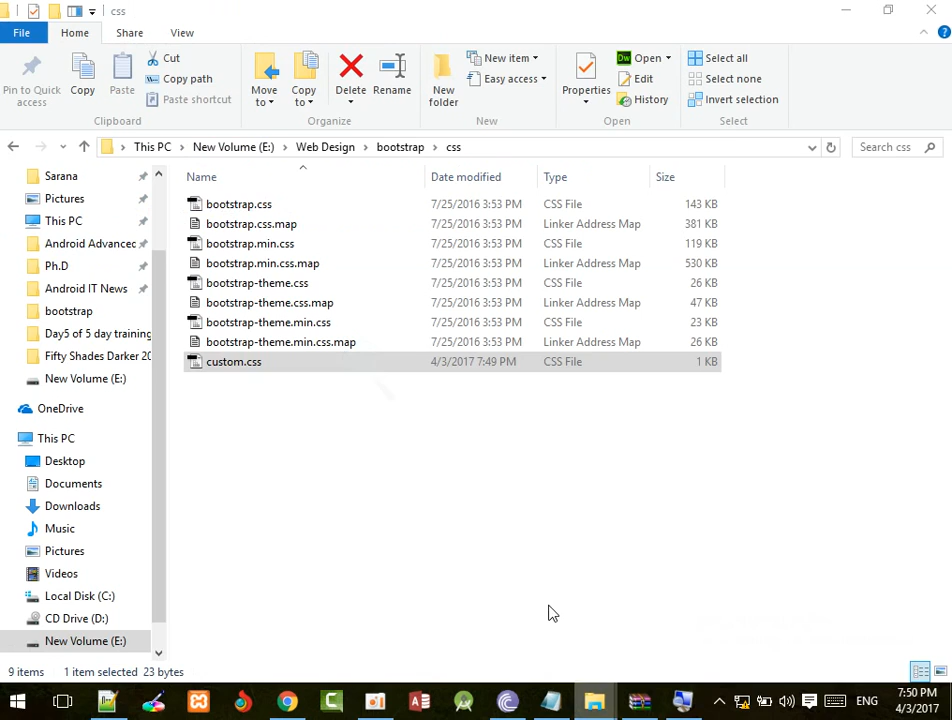 css
File Home Share View
Pin to Quick access
Copy
Paste
Cut
Copy path
Paste shortcut
Clipboard
Move to
Copy to
Delete
Rename
Organize
New folder
New item
Easy access
New
Properties
Open
Edit
History
Open
Select all
Select none
Invert selection
Select
This PC New Volume (E:) Web Design bootstrap css
Search css
Sarana
Pictures
This PC
Android Advanced
Ph.D
Android IT News
bootstrap
Day5 of 5 day training
Fifty Shades Darker 20
New Volume (E:)
OneDrive
This PC
Desktop
Documents
Downloads
Music
Pictures
Videos
Local Disk (C:)
CD Drive (D:)
New Volume (E:)
Name Date modified Type Size
bootstrap.css 7/25/2016 3:53 PM CSS File 143 KB
bootstrap.css.map 7/25/2016 3:53 PM Linker Address Map 381 KB
bootstrap.min.css 7/25/2016 3:53 PM CSS File 119 KB
bootstrap.min.css.map 7/25/2016 3:53 PM Linker Address Map 530 KB
bootstrap-theme.css 7/25/2016 3:53 PM CSS File 26 KB
bootstrap-theme.css.map 7/25/2016 3:53 PM Linker Address Map 47 KB
bootstrap-theme.min.css 7/25/2016 3:53 PM CSS File 23 KB
bootstrap-theme.min.css.map 7/25/2016 3:53 PM Linker Address Map 26 KB
custom.css 4/3/2017 7:49 PM CSS File 1 KB
9 items 1 item selected 23 bytes
ENG
7:50 PM
4/3/2017